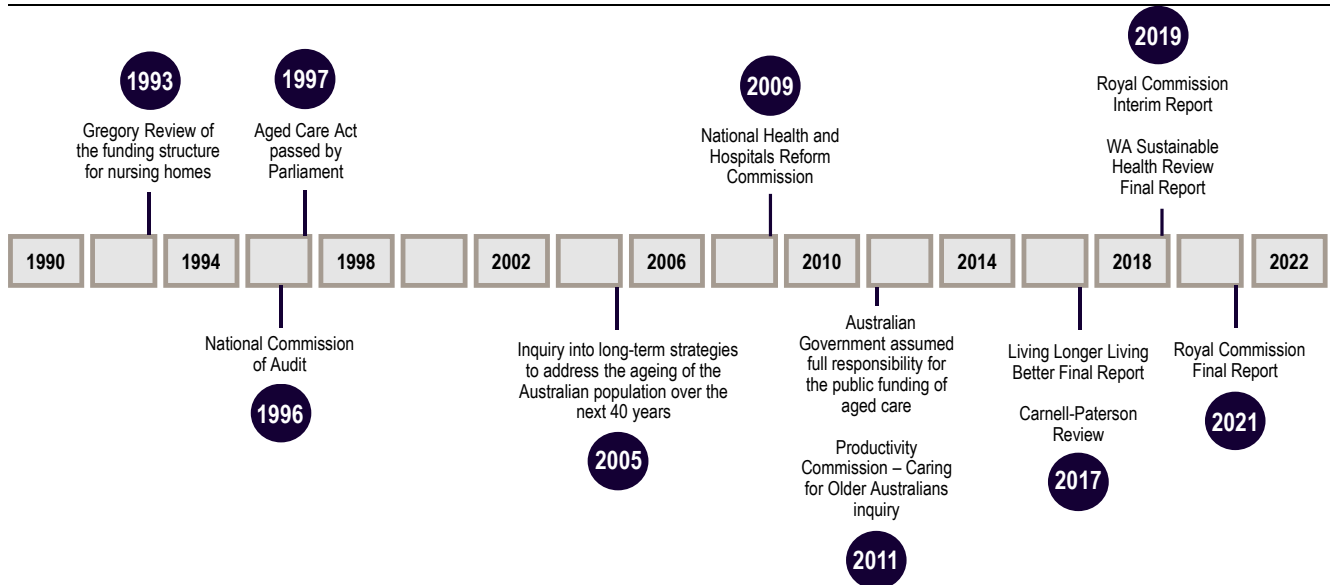 1993
Gregory Review of
the funding structure
for nursing homes
1997
Aged Care Act
passed by
Parliament
2009
National Health and
Hospitals Reform
Commission
2019
Royal Commission
Interim Report
WA Sustainable
Health Review
Final Report
1990 1994 1998 2002 2006 2010 2014 2018 2022
National Commission
of Audit
1996
Inquiry into long-term strategies
to address the ageing of the
Australian population over the
next 40 years
2005
Australian
Government assumed
full responsibility for
the public funding of
aged care
Productivity
Commission – Caring
for Older Australians
inquiry
2011
Living Longer Living
Better Final Report
Carnell-Paterson
Review
2017
Royal Commission
Final Report
2021